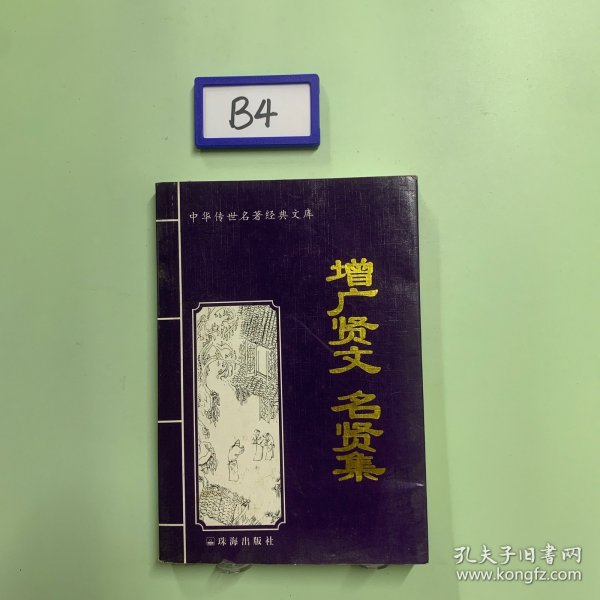 B4
中华传世名著经典文库
增广贤文 名贤集
珠海出版社
孔夫子旧书网
www.kongfz.com